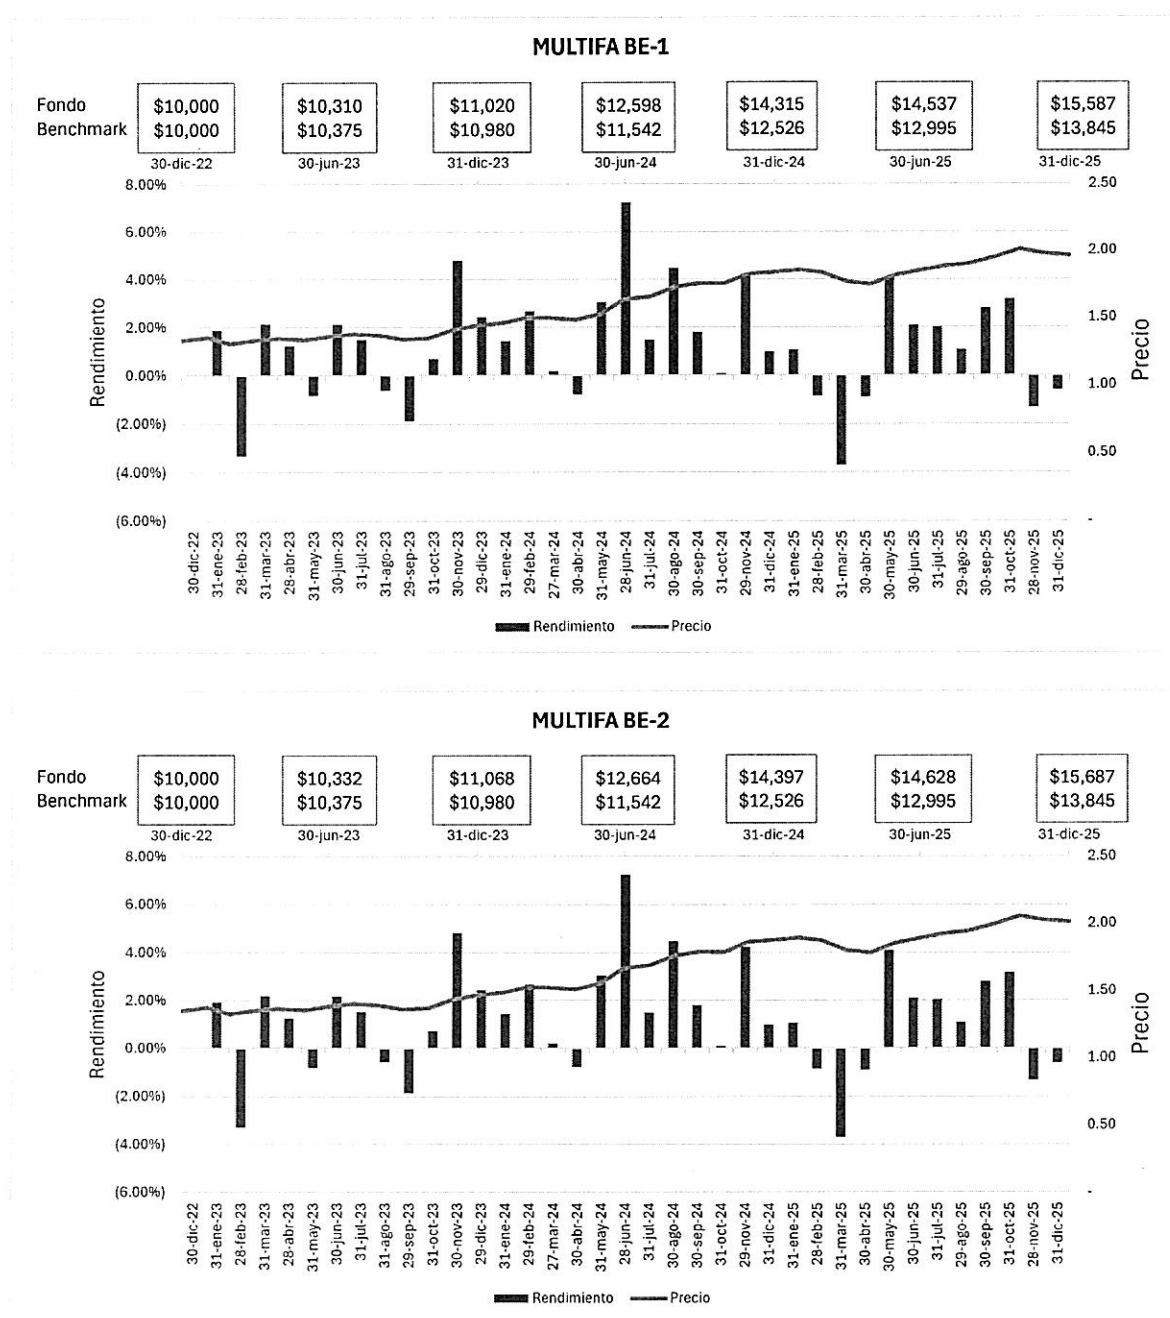 MULTIFA BE-1
Fondo $10,000 $10,310 $11,020 $12,598 $14,315 $14,537 $15,587
Benchmark $10,000 $10,375 $10,980 $11,542 $12,526 $12,995 $13,845
30-dic-22 30-jun-23 31-dic-23 30-jun-24 31-dic-24 30-jun-25 31-dic-25
8.00% 2.50
6.00% 2.00
4.00% 1.50
2.00% 1.00
0.00% 0.50
(2.00%) -
(4.00%)
(6.00%)
Rendimiento
Precio
30-dic-22 31-ene-23 28-feb-23 31-mar-23 28-abr-23 31-may-23 30-jun-23 31-jul-23 31-ago-23 29-sep-23 31-oct-23 30-nov-23 29-dic-23 31-ene-24 29-feb-24 27-mar-24 30-abr-24 31-may-24 28-jun-24 31-jul-24 30-ago-24 30-sep-24 31-oct-24 29-nov-24 31-dic-24 31-ene-25 28-feb-25 31-mar-25 30-abr-25 30-may-25 30-jun-25 31-jul-25 29-ago-25 30-sep-25 31-oct-25 28-nov-25 31-dic-25
Rendimiento Precio
MULTIFA BE-2
Fondo $10,000 $10,332 $11,068 $12,664 $14,397 $14,628 $15,687
Benchmark $10,000 $10,375 $10,980 $11,542 $12,526 $12,995 $13,845
30-dic-22 30-jun-23 31-dic-23 30-jun-24 31-dic-24 30-jun-25 31-dic-25
8.00% 2.50
6.00% 2.00
4.00% 1.50
2.00% 1.00
0.00% 0.50
(2.00%) -
(4.00%)
(6.00%)
Rendimiento
Precio
30-dic-22 31-ene-23 28-feb-23 31-mar-23 28-abr-23 31-may-23 30-jun-23 31-jul-23 31-ago-23 29-sep-23 31-oct-23 30-nov-23 29-dic-23 31-ene-24 29-feb-24 27-mar-24 30-abr-24 31-may-24 28-jun-24 31-jul-24 30-ago-24 30-sep-24 31-oct-24 29-nov-24 31-dic-24 31-ene-25 28-feb-25 31-mar-25 30-abr-25 30-may-25 30-jun-25 31-jul-25 29-ago-25 30-sep-25 31-oct-25 28-nov-25 31-dic-25
Rendimiento Precio